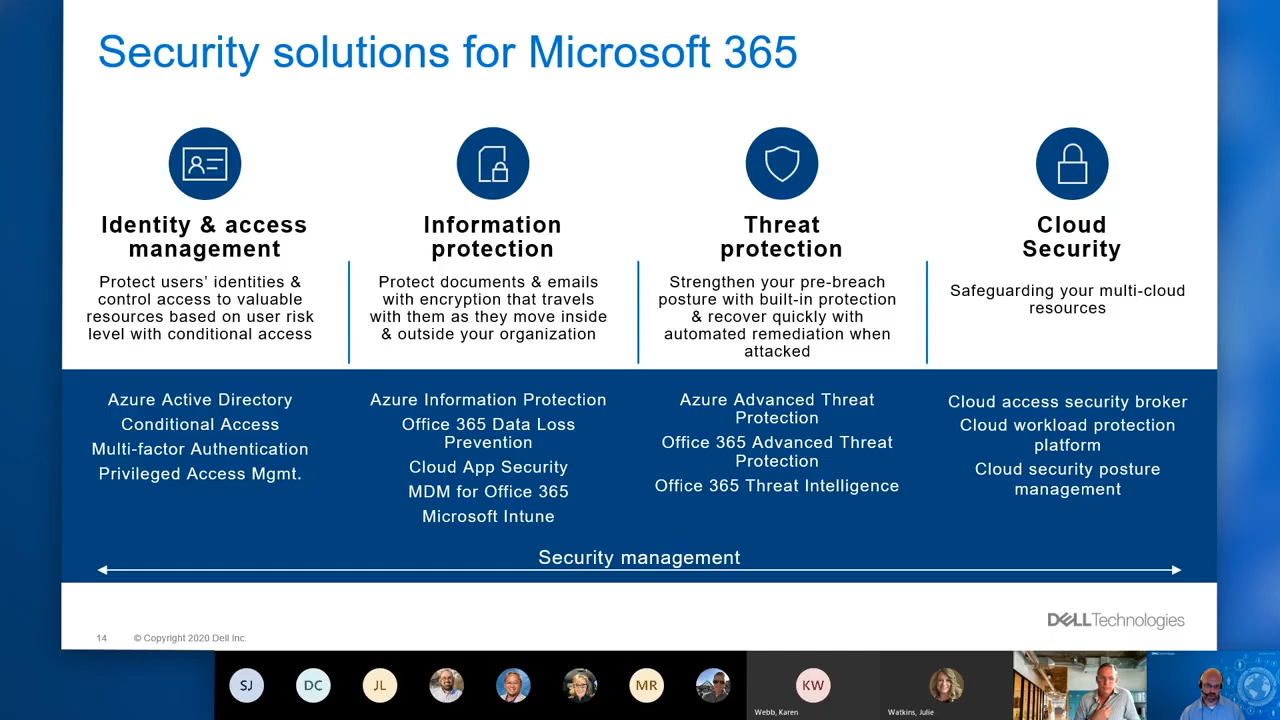 Security solutions for Microsoft 365
Identity & access
management
Protect users’ identities &
control access to valuable
resources based on user risk
level with conditional access
Information
protection
Protect documents & emails
with encryption that travels
with them as they move inside
& outside your organization
Threat
protection
Strengthen your pre-breach
posture with built-in protection
& recover quickly with
automated remediation when
attacked
Cloud
Security
Safeguarding your multi-cloud
resources
Azure Active Directory
Conditional Access
Multi-factor Authentication
Privileged Access Mgmt.
Azure Information Protection
Office 365 Data Loss
Prevention
Cloud App Security
MDM for Office 365
Microsoft Intune
Azure Advanced Threat
Protection
Office 365 Advanced Threat
Protection
Office 365 Threat Intelligence
Cloud access security broker
Cloud workload protection
platform
Cloud security posture
management
Security management
14
© Copyright 2020 Dell Inc.
DELL Technologies
SJ
DC
JL
MR
KW
Webb, Karen
Watkins, Julie